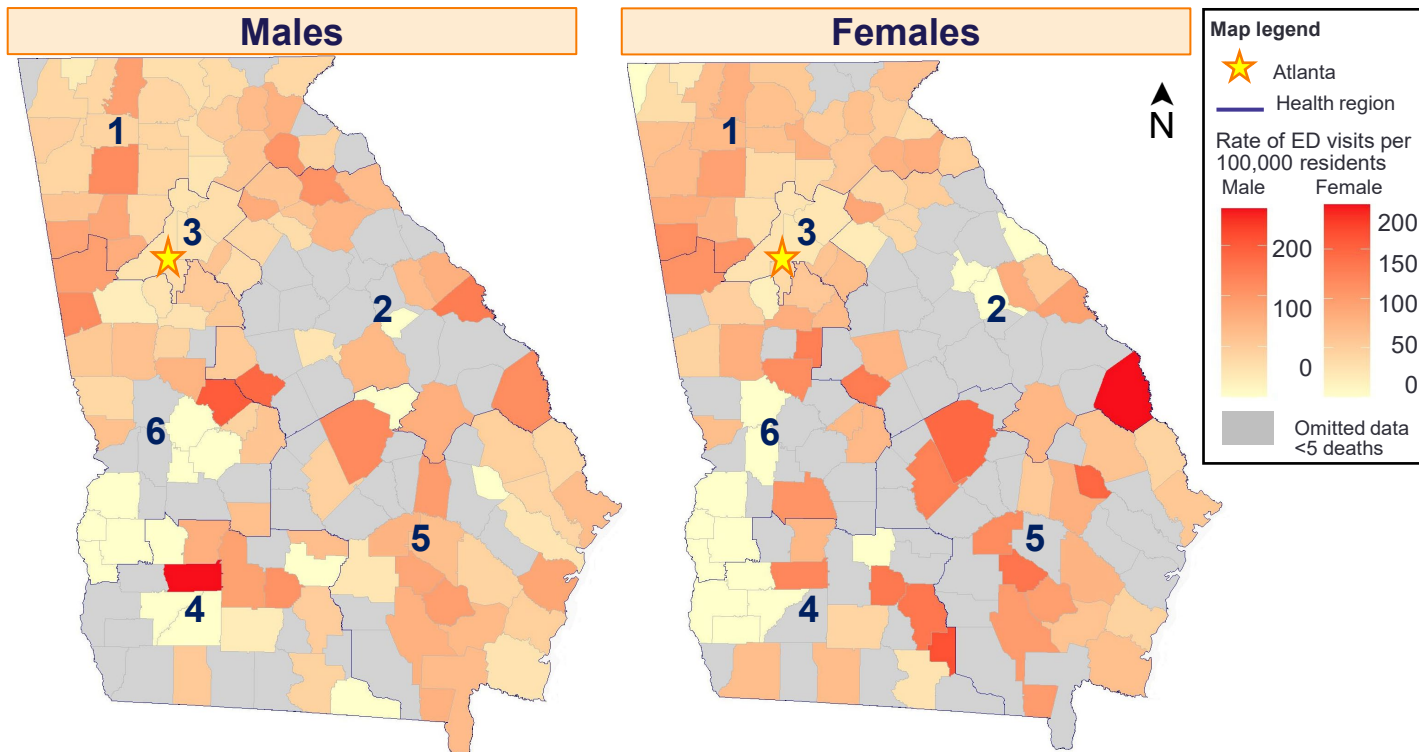 Males
Females
1
3
2
6
5
4
1
3
2
6
5
4
N
Map legend
Atlanta
Health region
Rate of ED visits per
100,000 residents
Male
Female
200
100
0
200
150
100
50
0
Omitted data
<5 deaths